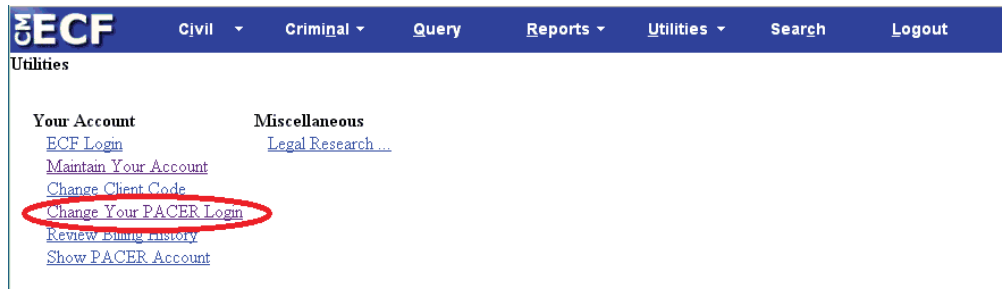 CM ECF Civil Criminal Query Reports Utilities Search Logout
Utilities
Your Account Miscellaneous
ECF Login Legal Research ...
Maintain Your Account
Change Client Code
Change Your PACER Login
Review Billing History
Show PACER Account